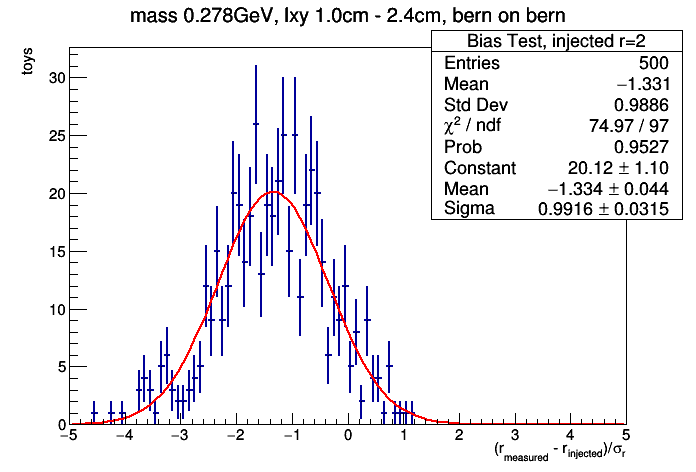 mass 0.278GeV, lxy 1.0cm - 2.4cm, bern on bern
toys
Bias Test, injected r=2
Entries 500
Mean −1.331
Std Dev 0.9886
χ² / ndf 74.97 / 97
Prob 0.9527
Constant 20.12 ± 1.10
Mean −1.334 ± 0.044
Sigma 0.9916 ± 0.0315
30
25
20
15
10
5
0
−5 −4 −3 −2 −1 0 1 2 3 4 5
(r_measured - r_injected)/σ_r